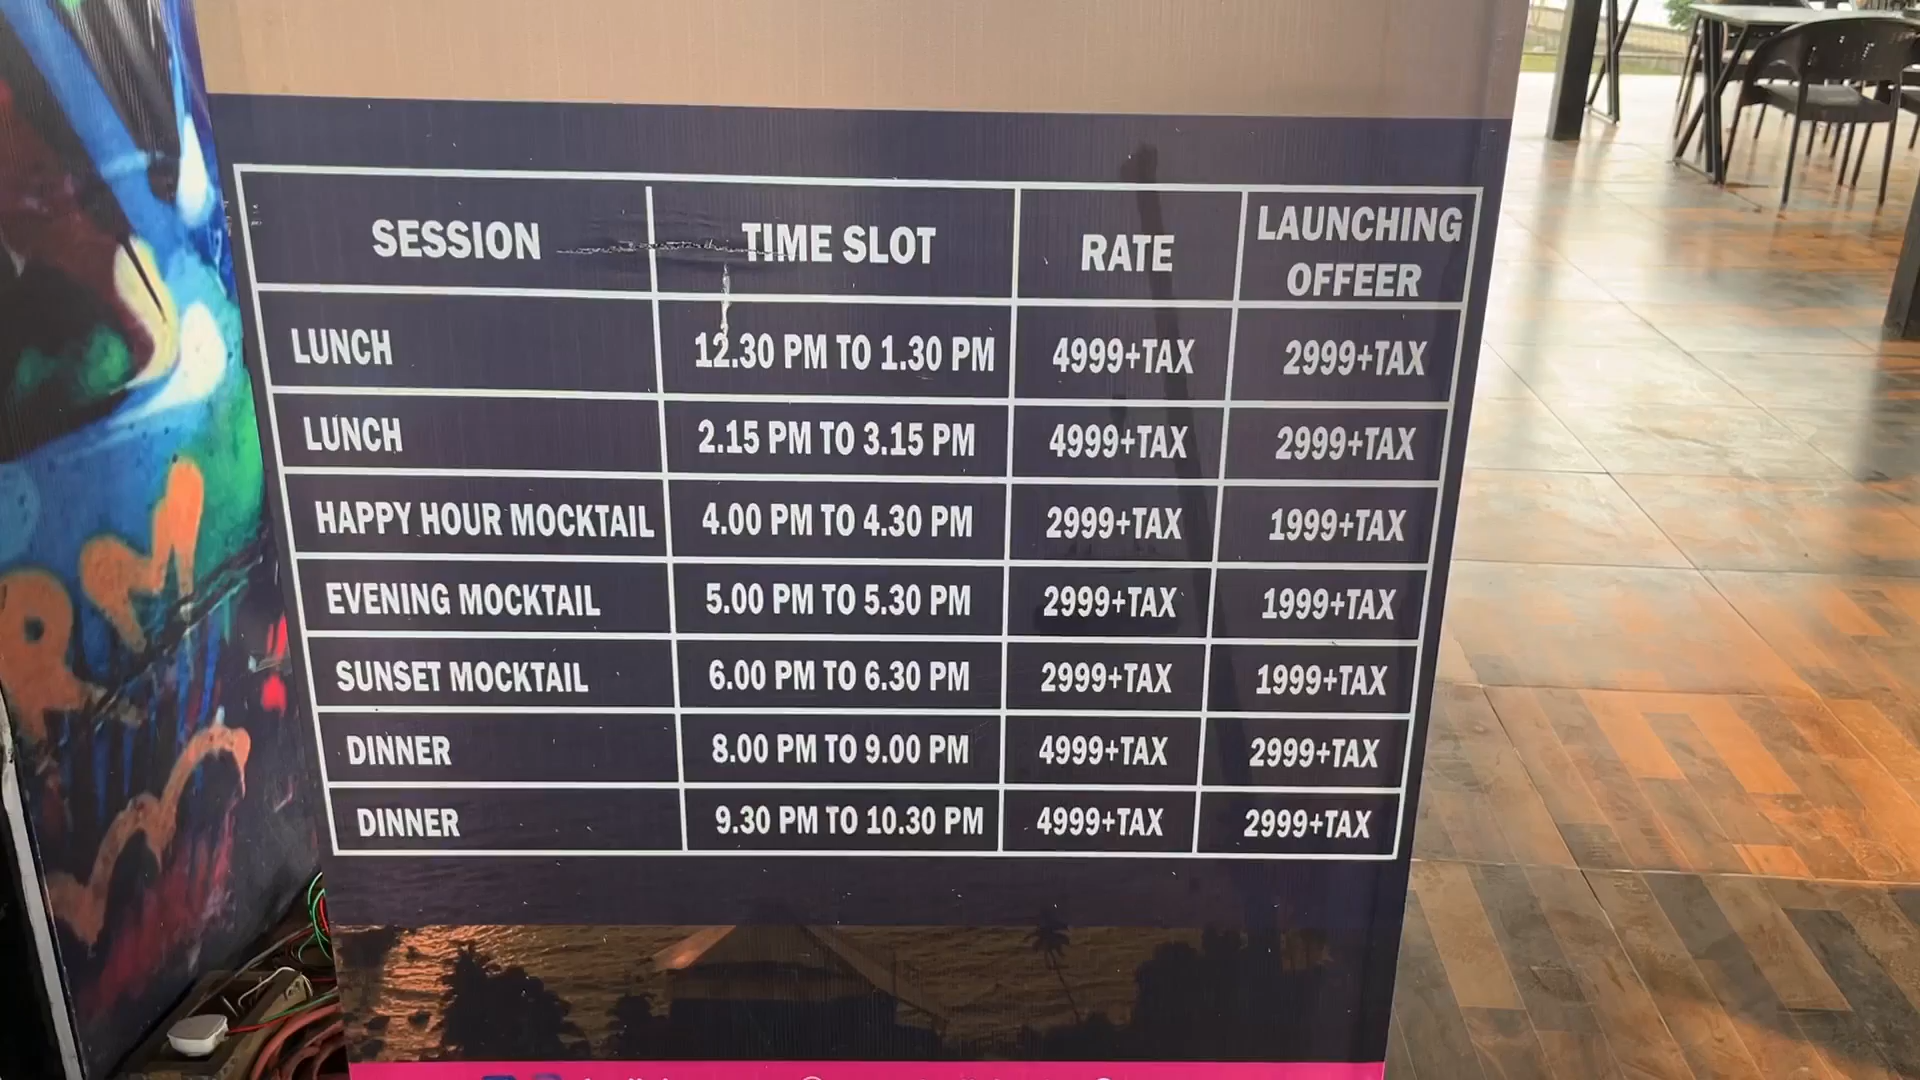 SESSION TIME SLOT RATE LAUNCHING OFFEER
LUNCH 12.30 PM TO 1.30 PM 4999+TAX 2999+TAX
LUNCH 2.15 PM TO 3.15 PM 4999+TAX 2999+TAX
HAPPY HOUR MOCKTAIL 4.00 PM TO 4.30 PM 2999+TAX 1999+TAX
EVENING MOCKTAIL 5.00 PM TO 5.30 PM 2999+TAX 1999+TAX
SUNSET MOCKTAIL 6.00 PM TO 6.30 PM 2999+TAX 1999+TAX
DINNER 8.00 PM TO 9.00 PM 4999+TAX 2999+TAX
DINNER 9.30 PM TO 10.30 PM 4999+TAX 2999+TAX